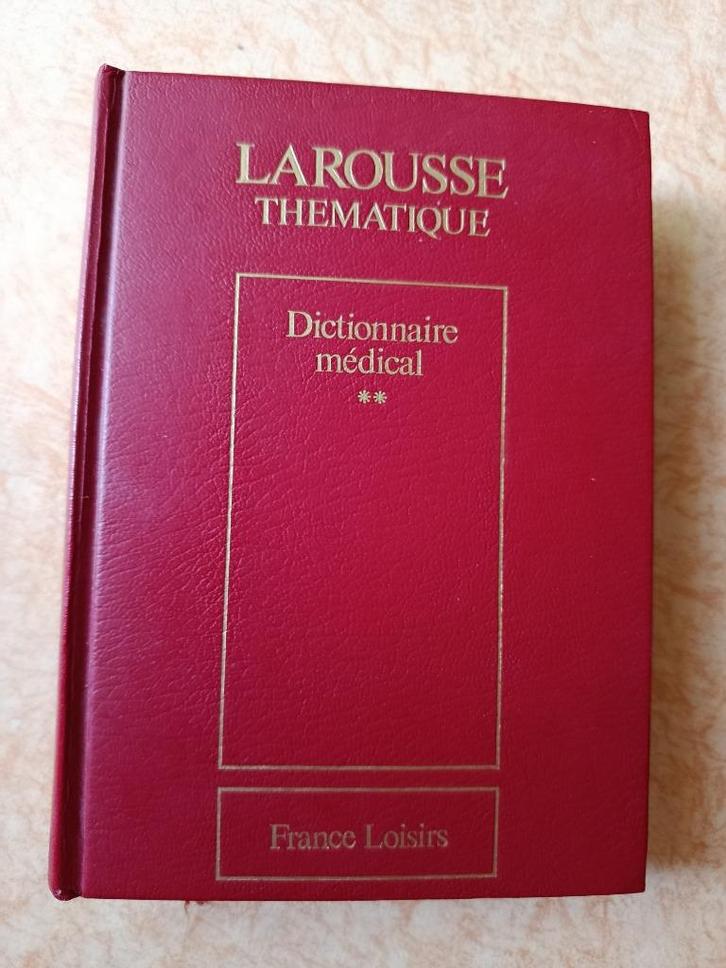 LAROUSSE
THEMATIQUE
Dictionnaire
médical
**
France Loisirs